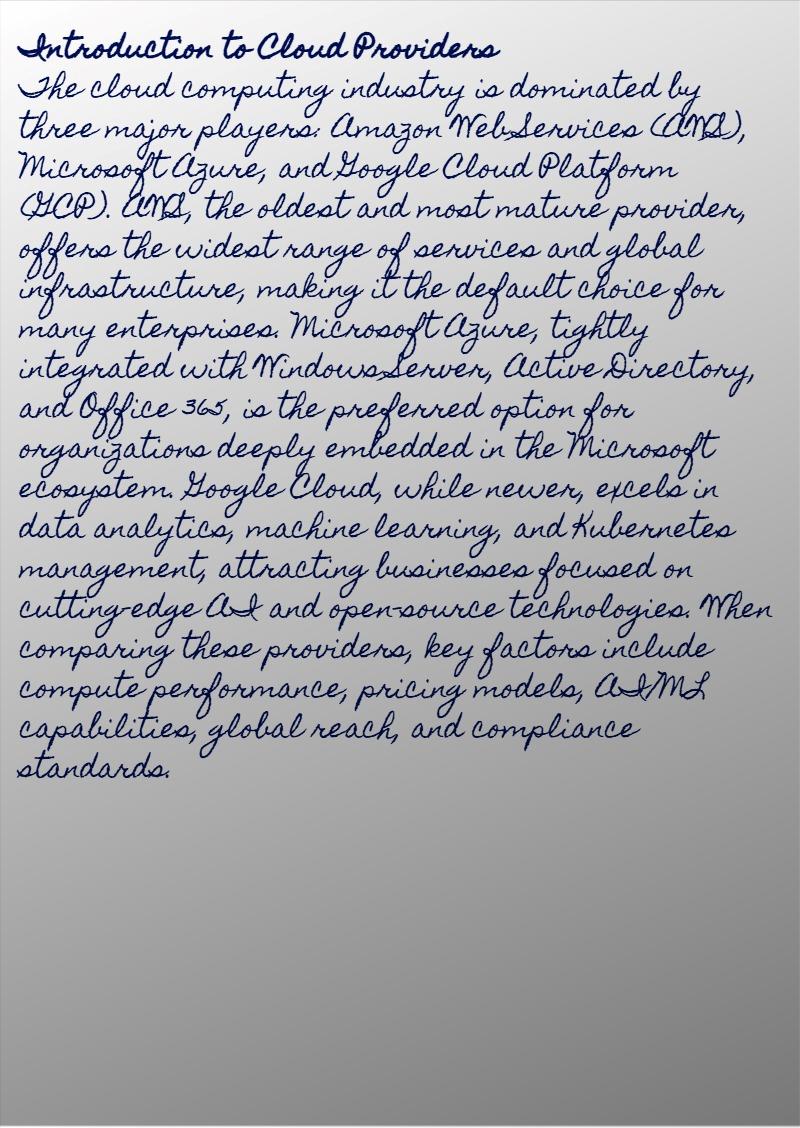 Introduction to Cloud Providers
The cloud computing industry is dominated by
three major players: Amazon Web Services (AWS),
Microsoft Azure, and Google Cloud Platform
(GCP). AWS, the oldest and most mature provider,
offers the widest range of services and global
infrastructure, making it the default choice for
many enterprises. Microsoft Azure, tightly
integrated with Windows Server, Active Directory,
and Office 365, is the preferred option for
organizations deeply embedded in the Microsoft
ecosystem. Google Cloud, while newer, excels in
data analytics, machine learning, and Kubernetes
management, attracting businesses focused on
cutting-edge AI and open-source technologies. When
comparing these providers, key factors include
compute performance, pricing models, AI/ML
capabilities, global reach, and compliance
standards.